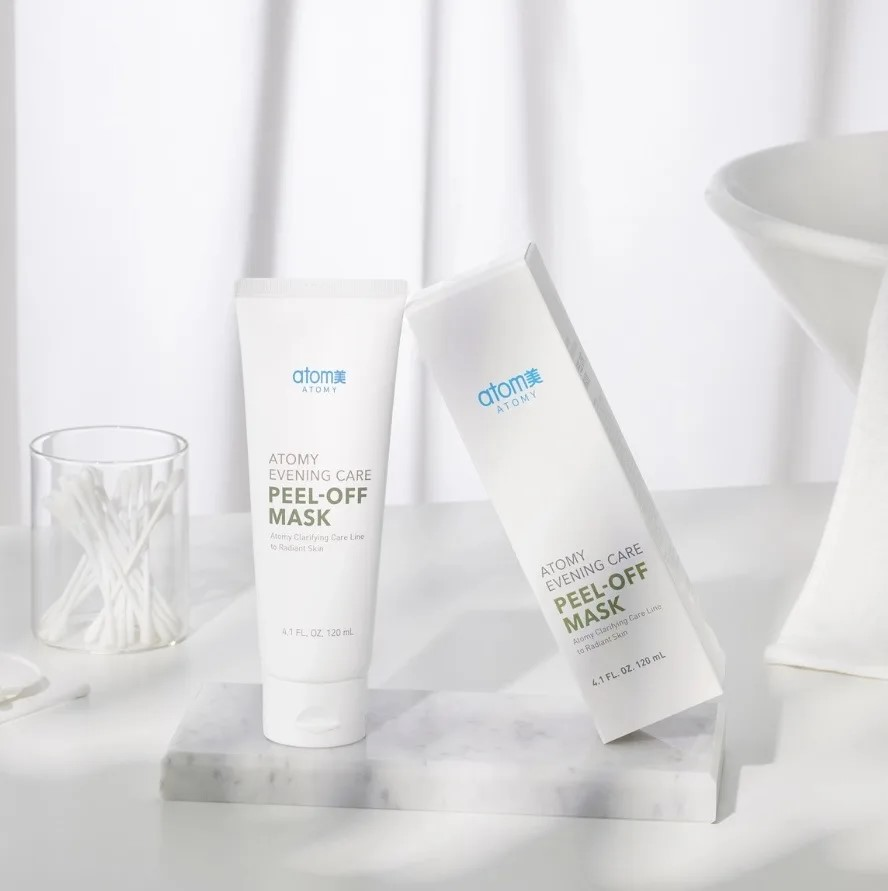 atom美
ATOMY
ATOMY
EVENING CARE
PEEL-OFF
MASK
Atomy Clarifying Care Line
to Radiant Skin
4.1 FL. OZ. 120 mL
atom美
ATOMY
ATOMY
EVENING CARE
PEEL-OFF
MASK
Atomy Clarifying Care Line
to Radiant Skin
4.1 FL. OZ. 120 mL